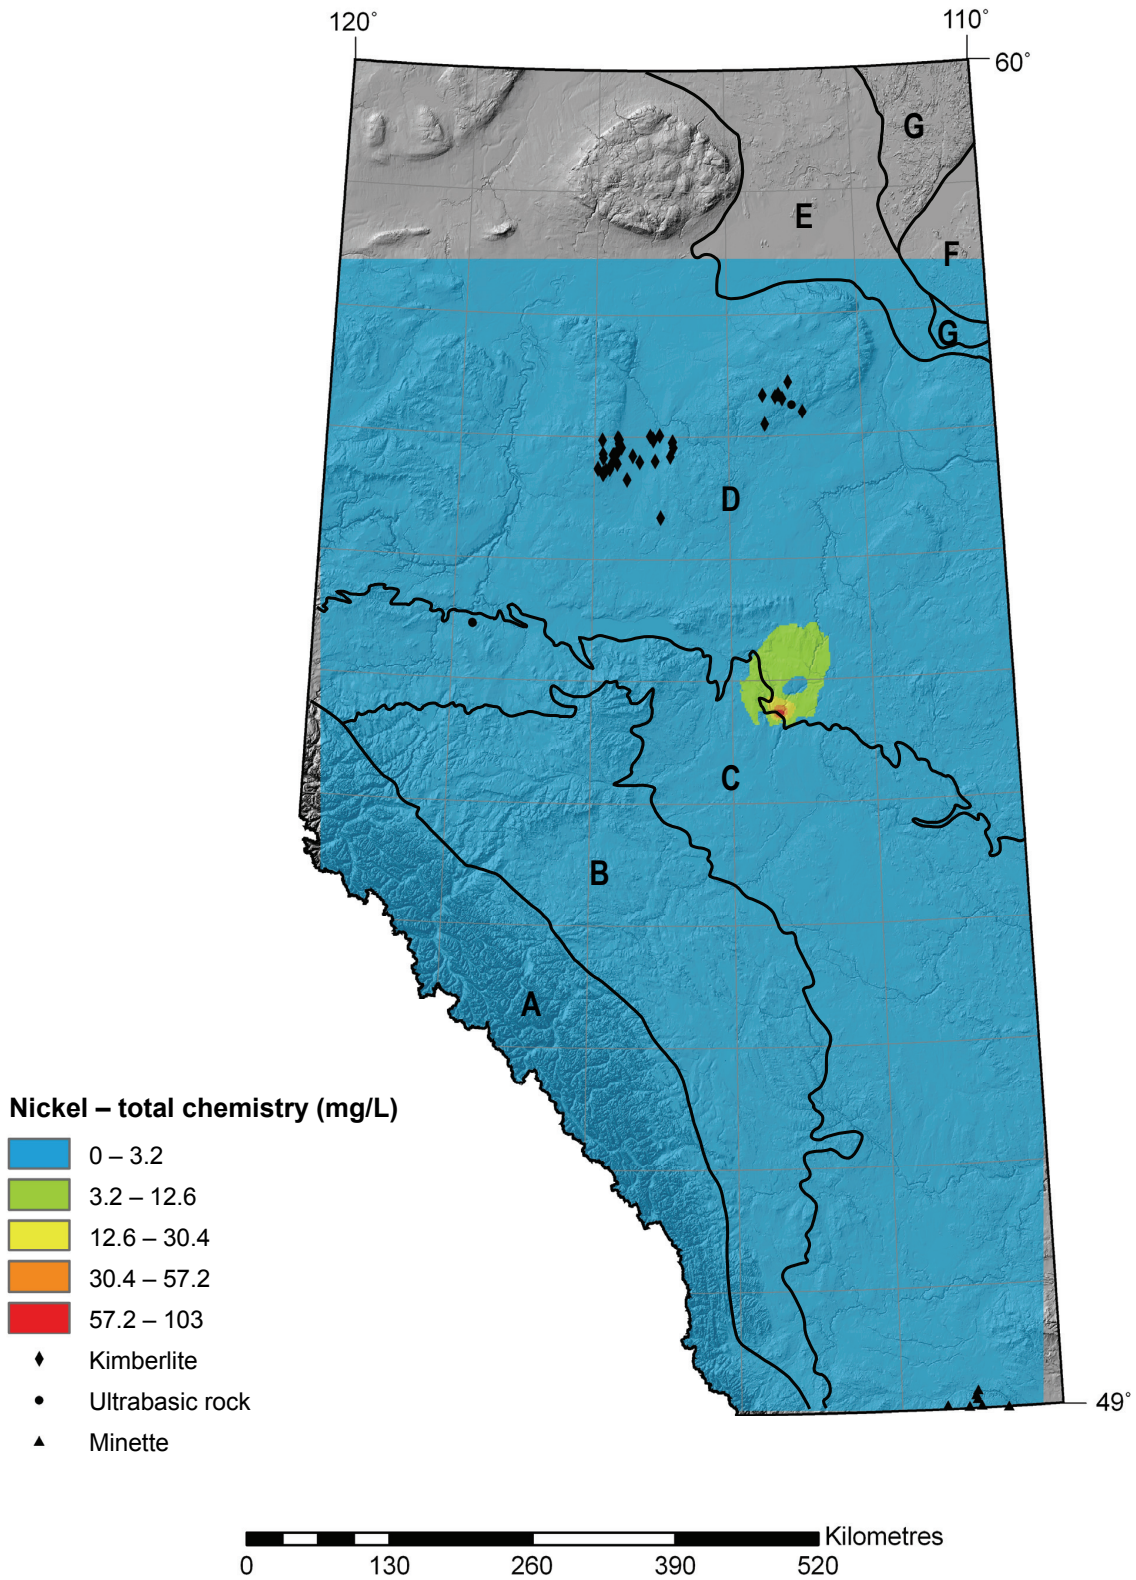 120°
110°
60°
G
E
F
G
D
C
B
A
Nickel – total chemistry (mg/L)
0 – 3.2
3.2 – 12.6
12.6 – 30.4
30.4 – 57.2
57.2 – 103
Kimberlite
49°
Ultrabasic rock
Minette
Kilometres
0 130 260 390 520